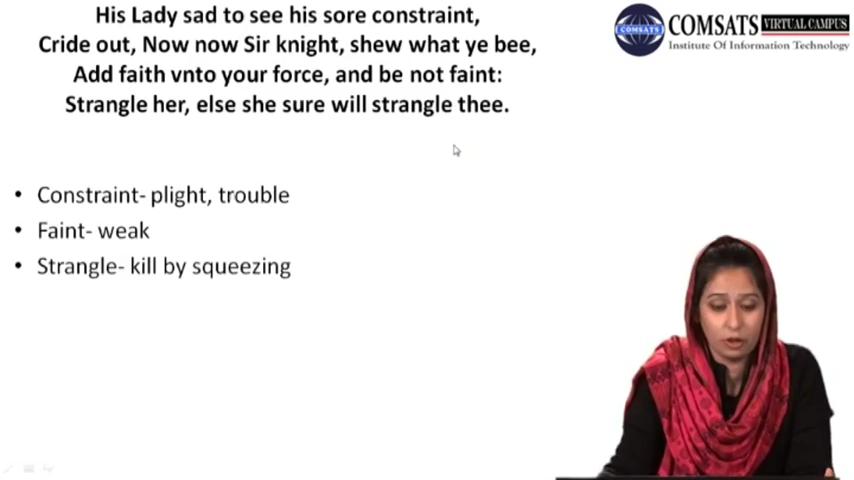 His Lady sad to see his sore constraint,
Cride out, Now now Sir knight, shew what ye bee,
Add faith vnto your force, and be not faint:
Strangle her, else she sure will strangle thee.
COMSATS
COMSATS VIRTUAL CAMPUS
Institute Of Information Technology
• Constraint- plight, trouble
• Faint- weak
• Strangle- kill by squeezing